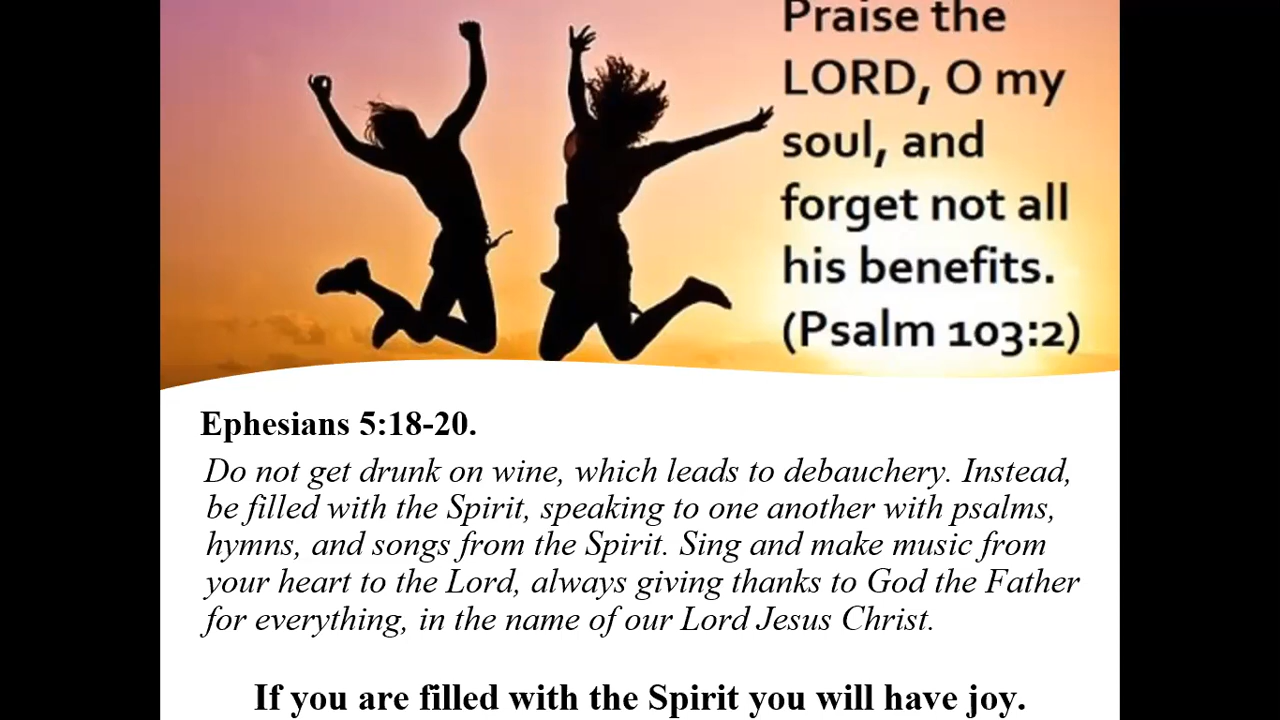 Praise the
LORD, O my
soul, and
forget not all
his benefits.
(Psalm 103:2)
Ephesians 5:18-20.
Do not get drunk on wine, which leads to debauchery. Instead,
be filled with the Spirit, speaking to one another with psalms,
hymns, and songs from the Spirit. Sing and make music from
your heart to the Lord, always giving thanks to God the Father
for everything, in the name of our Lord Jesus Christ.
If you are filled with the Spirit you will have joy.